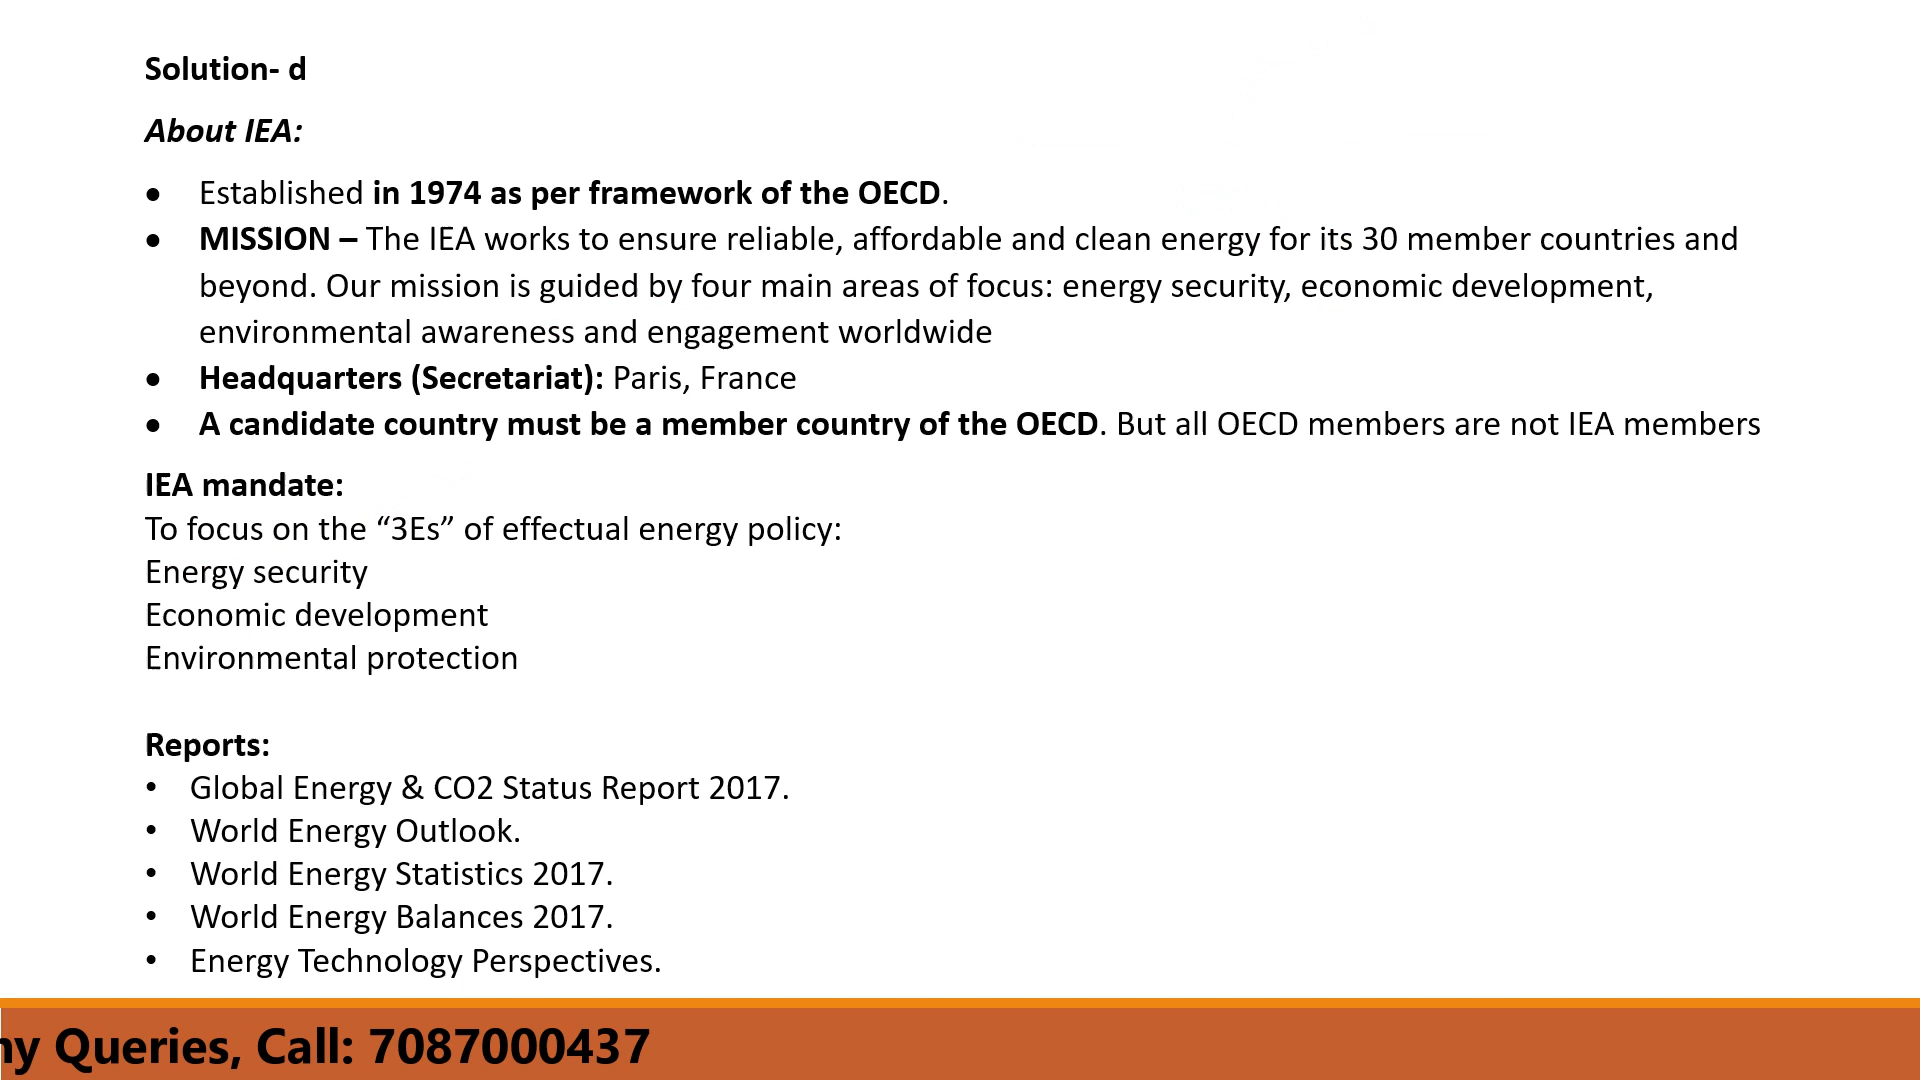 Solution- d
About IEA:
• Established in 1974 as per framework of the OECD.
• MISSION – The IEA works to ensure reliable, affordable and clean energy for its 30 member countries and
beyond. Our mission is guided by four main areas of focus: energy security, economic development,
environmental awareness and engagement worldwide
• Headquarters (Secretariat): Paris, France
• A candidate country must be a member country of the OECD. But all OECD members are not IEA members
IEA mandate:
To focus on the “3Es” of effectual energy policy:
Energy security
Economic development
Environmental protection
Reports:
• Global Energy & CO2 Status Report 2017.
• World Energy Outlook.
• World Energy Statistics 2017.
• World Energy Balances 2017.
• Energy Technology Perspectives.
Queries, Call: 7087000437